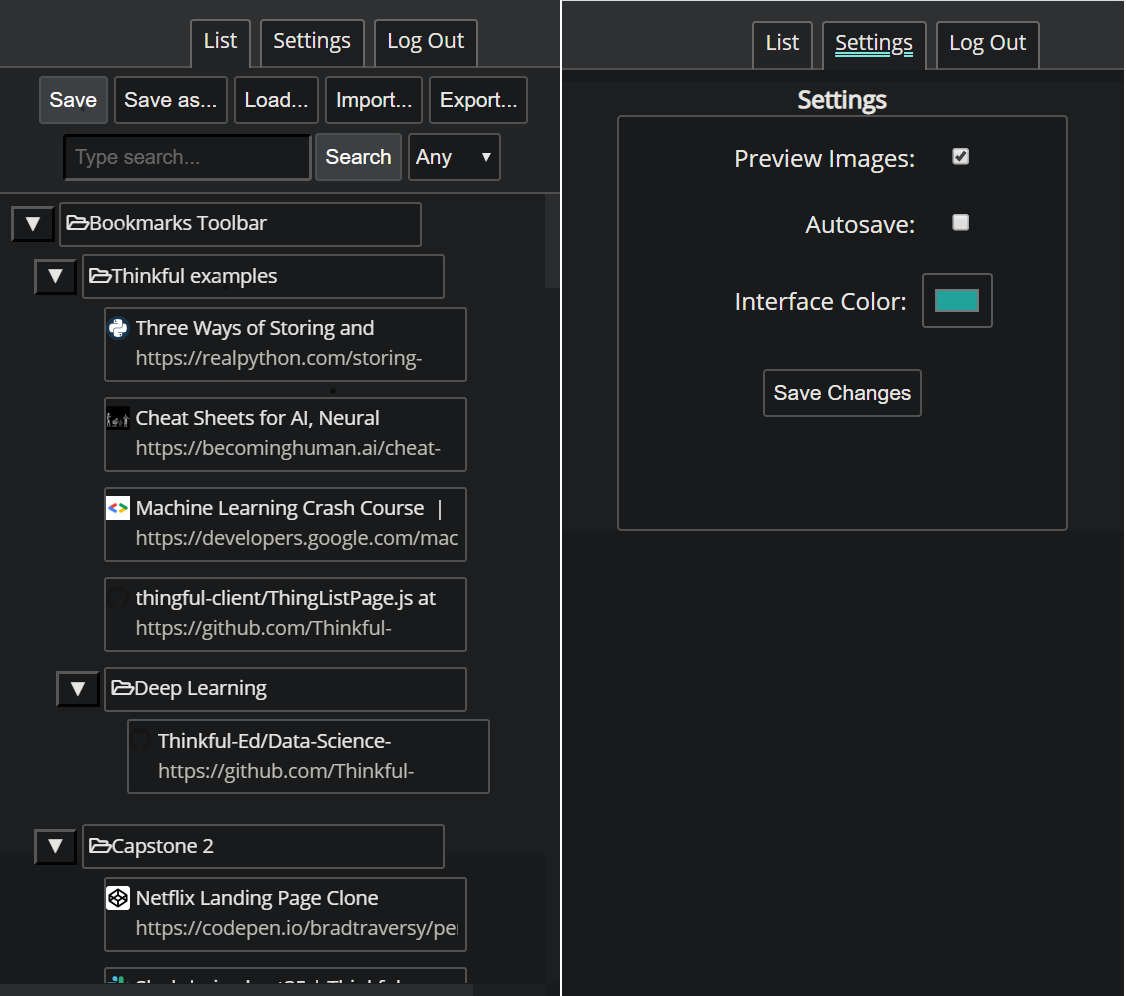 List Settings Log Out
Save Save as... Load... Import... Export...
Type search... Search Any
Bookmarks Toolbar
Thinkful examples
Three Ways of Storing and
https://realpython.com/storing-
Cheat Sheets for AI, Neural
https://becominghuman.ai/cheat-
Machine Learning Crash Course |
https://developers.google.com/mac
thingful-client/ThingListPage.js at
https://github.com/Thinkful-
Deep Learning
Thinkful-Ed/Data-Science-
https://github.com/Thinkful-
Capstone 2
Netflix Landing Page Clone
https://codepen.io/bradtraversy/pe
List Settings Log Out
Settings
Preview Images:
Autosave:
Interface Color:
Save Changes